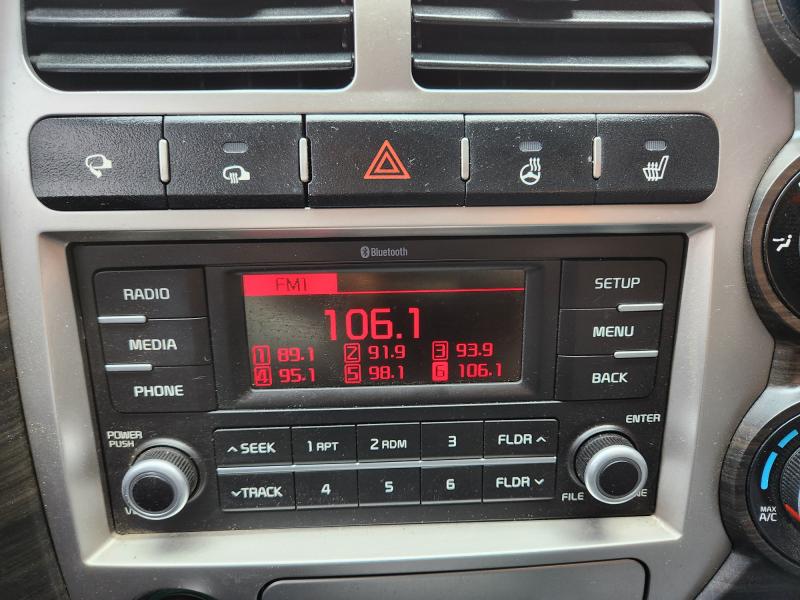 Bluetooth
RADIO
MEDIA
PHONE
FM1
106.1
1 89.1 2 91.9 3 93.9
4 95.1 5 98.1 6 106.1
SETUP
MENU
BACK
POWER
PUSH
ENTER
SEEK 1 RPT 2 RDM 3 FLDR
TRACK 4 5 6 FLDR
FILE
MAX
A/C